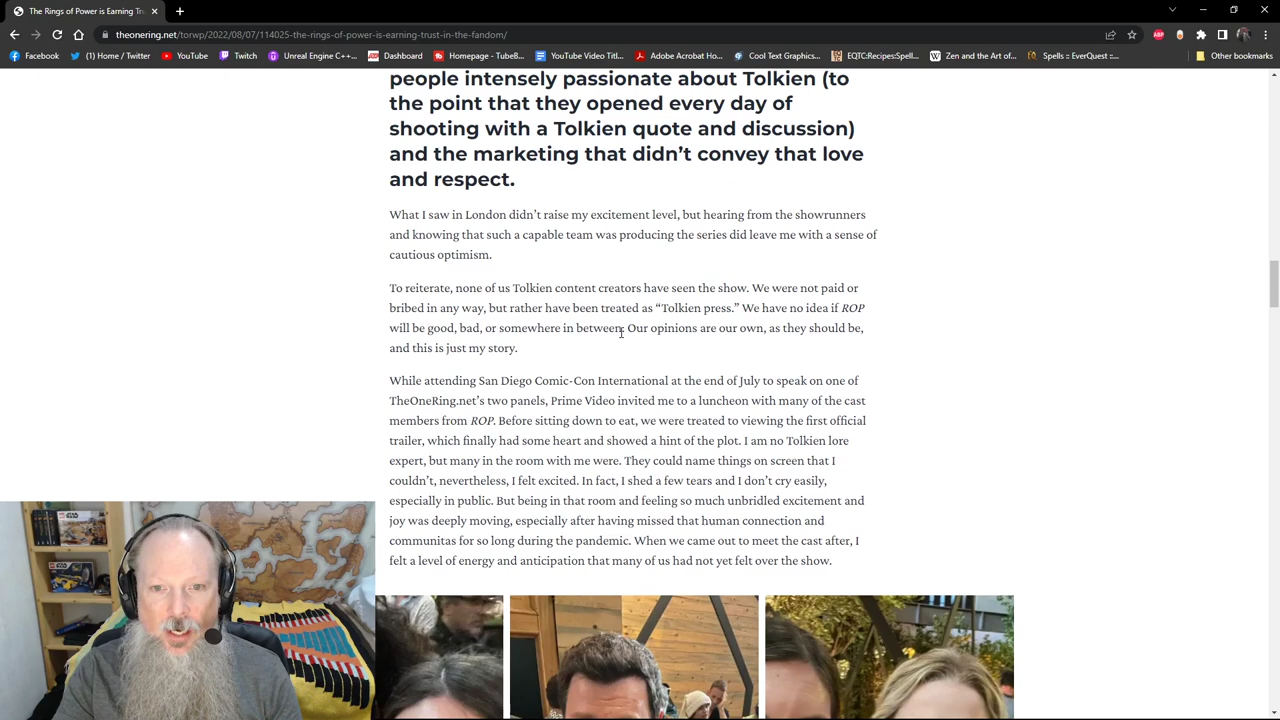 The Rings of Power is Earning Tru
theonering.net/torwp/2022/08/07/114025-the-rings-of-power-is-earning-trust-in-the-fandom/
Facebook
(1) Home / Twitter
YouTube
Twitch
Unreal Engine C++...
Dashboard
Homepage - TubeB...
YouTube Video Titl...
Adobe Acrobat Ho...
Cool Text Graphics...
EQTC:Recipes:Spell...
Zen and the Art of...
Spells :: EverQuest ::...
Other bookmarks
people intensely passionate about Tolkien (to
the point that they opened every day of
shooting with a Tolkien quote and discussion)
and the marketing that didn’t convey that love
and respect.
What I saw in London didn’t raise my excitement level, but hearing from the showrunners
and knowing that such a capable team was producing the series did leave me with a sense of
cautious optimism.
To reiterate, none of us Tolkien content creators have seen the show. We were not paid or
bribed in any way, but rather have been treated as “Tolkien press.” We have no idea if ROP
will be good, bad, or somewhere in between. Our opinions are our own, as they should be,
and this is just my story.
While attending San Diego Comic-Con International at the end of July to speak on one of
TheOneRing.net’s two panels, Prime Video invited me to a luncheon with many of the cast
members from ROP. Before sitting down to eat, we were treated to viewing the first official
trailer, which finally had some heart and showed a hint of the plot. I am no Tolkien lore
expert, but many in the room with me were. They could name things on screen that I
couldn’t, nevertheless, I felt excited. In fact, I shed a few tears and I don’t cry easily,
especially in public. But being in that room and feeling so much unbridled excitement and
joy was deeply moving, especially after having missed that human connection and
communitas for so long during the pandemic. When we came out to meet the cast after, I
felt a level of energy and anticipation that many of us had not yet felt over the show.